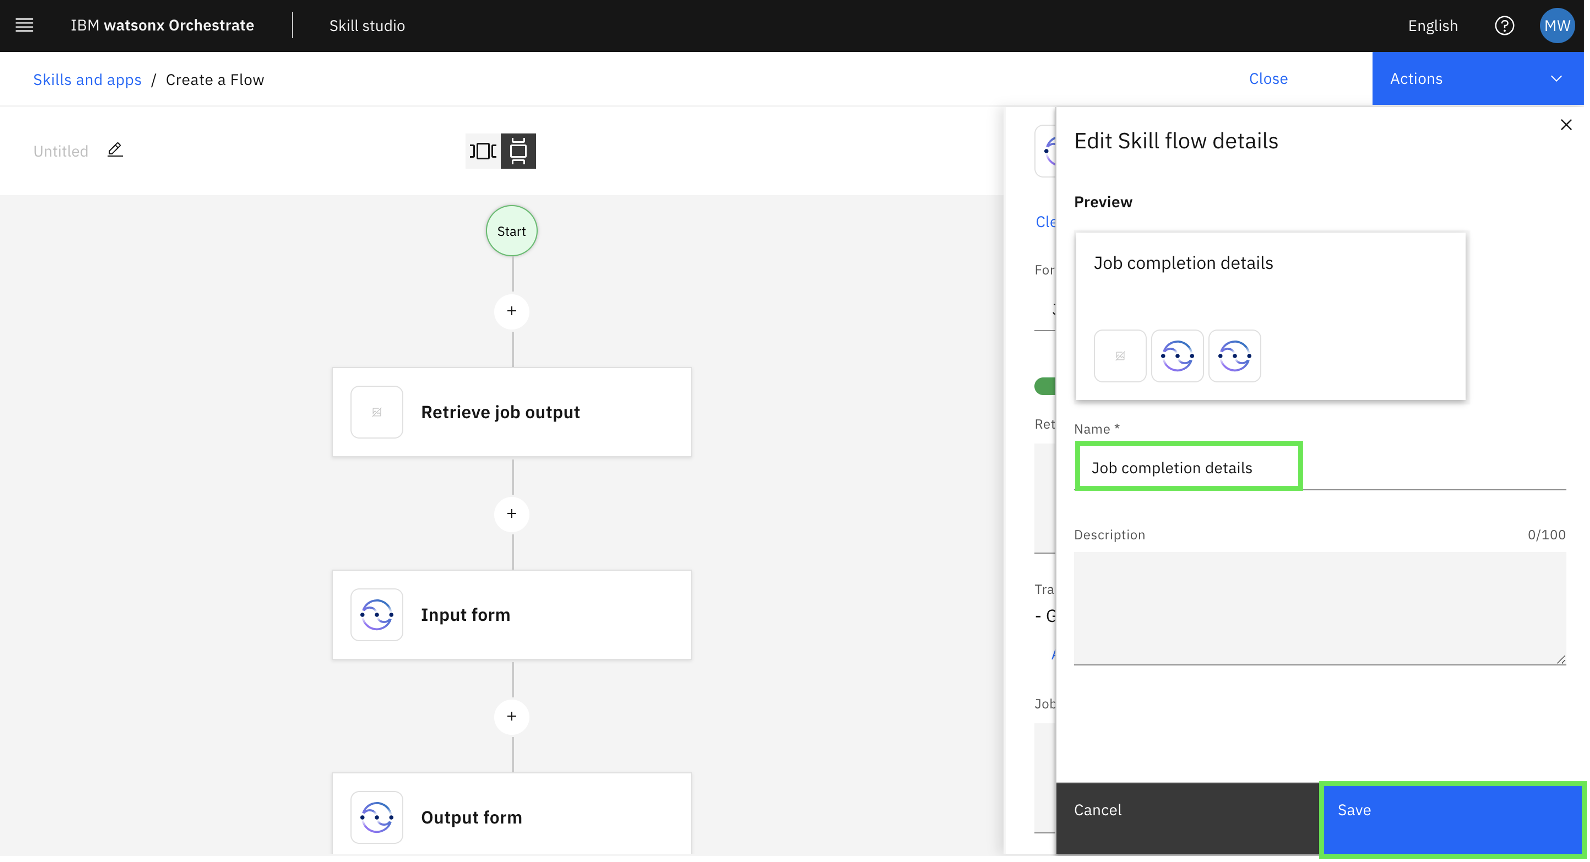 IBM watsonx Orchestrate
Skill studio
English
MW
Skills and apps / Create a Flow
Close
Actions
Untitled
Start
+
Retrieve job output
+
Input form
+
Output form
Cle
For
Ret
Tra
- G
Job
Edit Skill flow details
Preview
Job completion details
Name *
Job completion details
Description
0/100
Cancel
Save